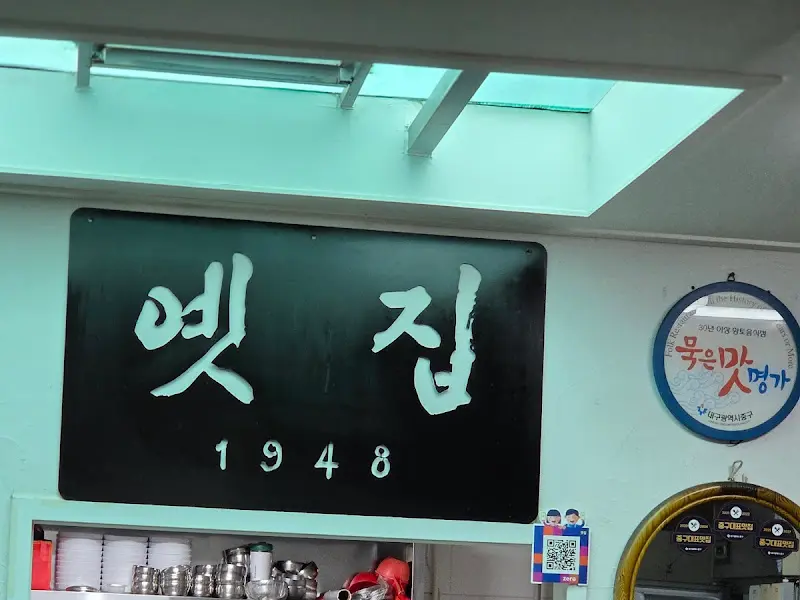 옛 집
1948
30년 이상 향토음식점
묵은맛
명가
대구광역시중구
zero
중구대표맛집
중구대표맛집
중구대표맛집